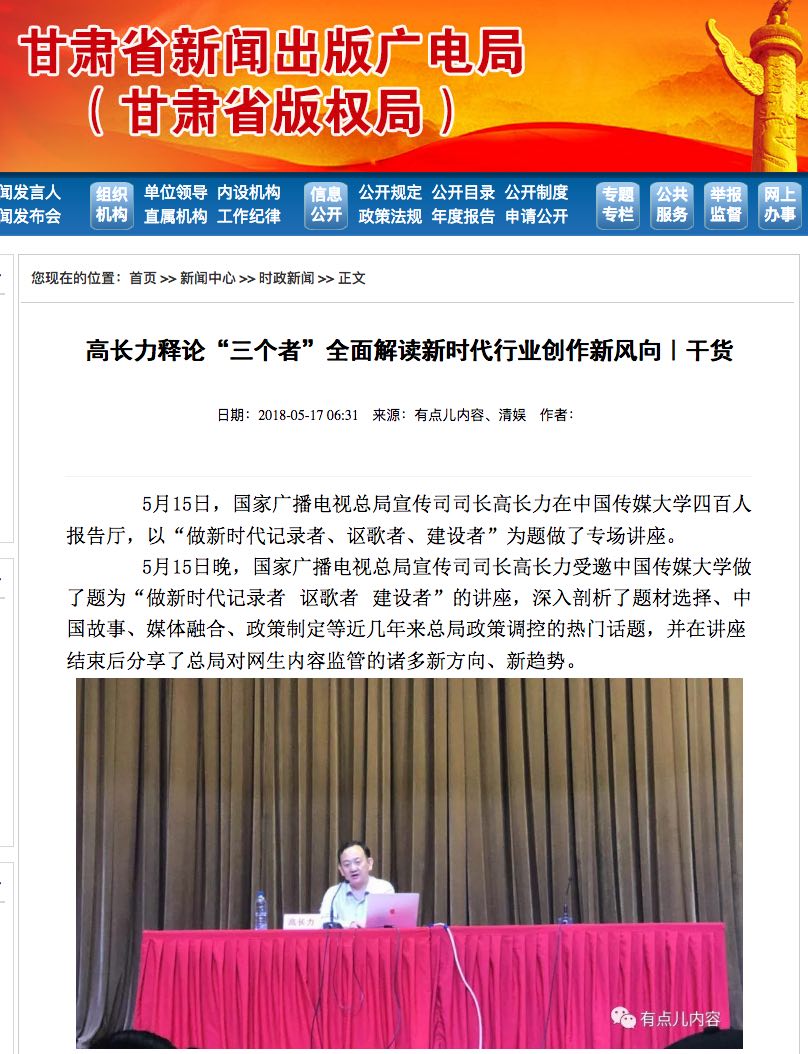 甘肃省新闻出版广电局
（甘肃省版权局）
闻发言人 组织 单位领导 内设机构 信息 公开规定 公开目录 公开制度 专题 公共 举报 网上
闻发布会 机构 直属机构 工作纪律 公开 政策法规 年度报告 申请公开 专栏 服务 监督 办事
您现在的位置：首页 >> 新闻中心 >> 时政新闻 >> 正文
高长力释论“三个者”全面解读新时代行业创作新风向｜干货
日期：2018-05-17 06:31 来源：有点儿内容、清娱 作者：
5月15日，国家广播电视总局宣传司司长高长力在中国传媒大学四百人
报告厅，以“做新时代记录者、讴歌者、建设者”为题做了专场讲座。
5月15日晚，国家广播电视总局宣传司司长高长力受邀中国传媒大学做
了题为“做新时代记录者 讴歌者 建设者”的讲座，深入剖析了题材选择、中
国故事、媒体融合、政策制定等近几年来总局政策调控的热门话题，并在讲座
结束后分享了总局对网生内容监管的诸多新方向、新趋势。
高长力
有点儿内容